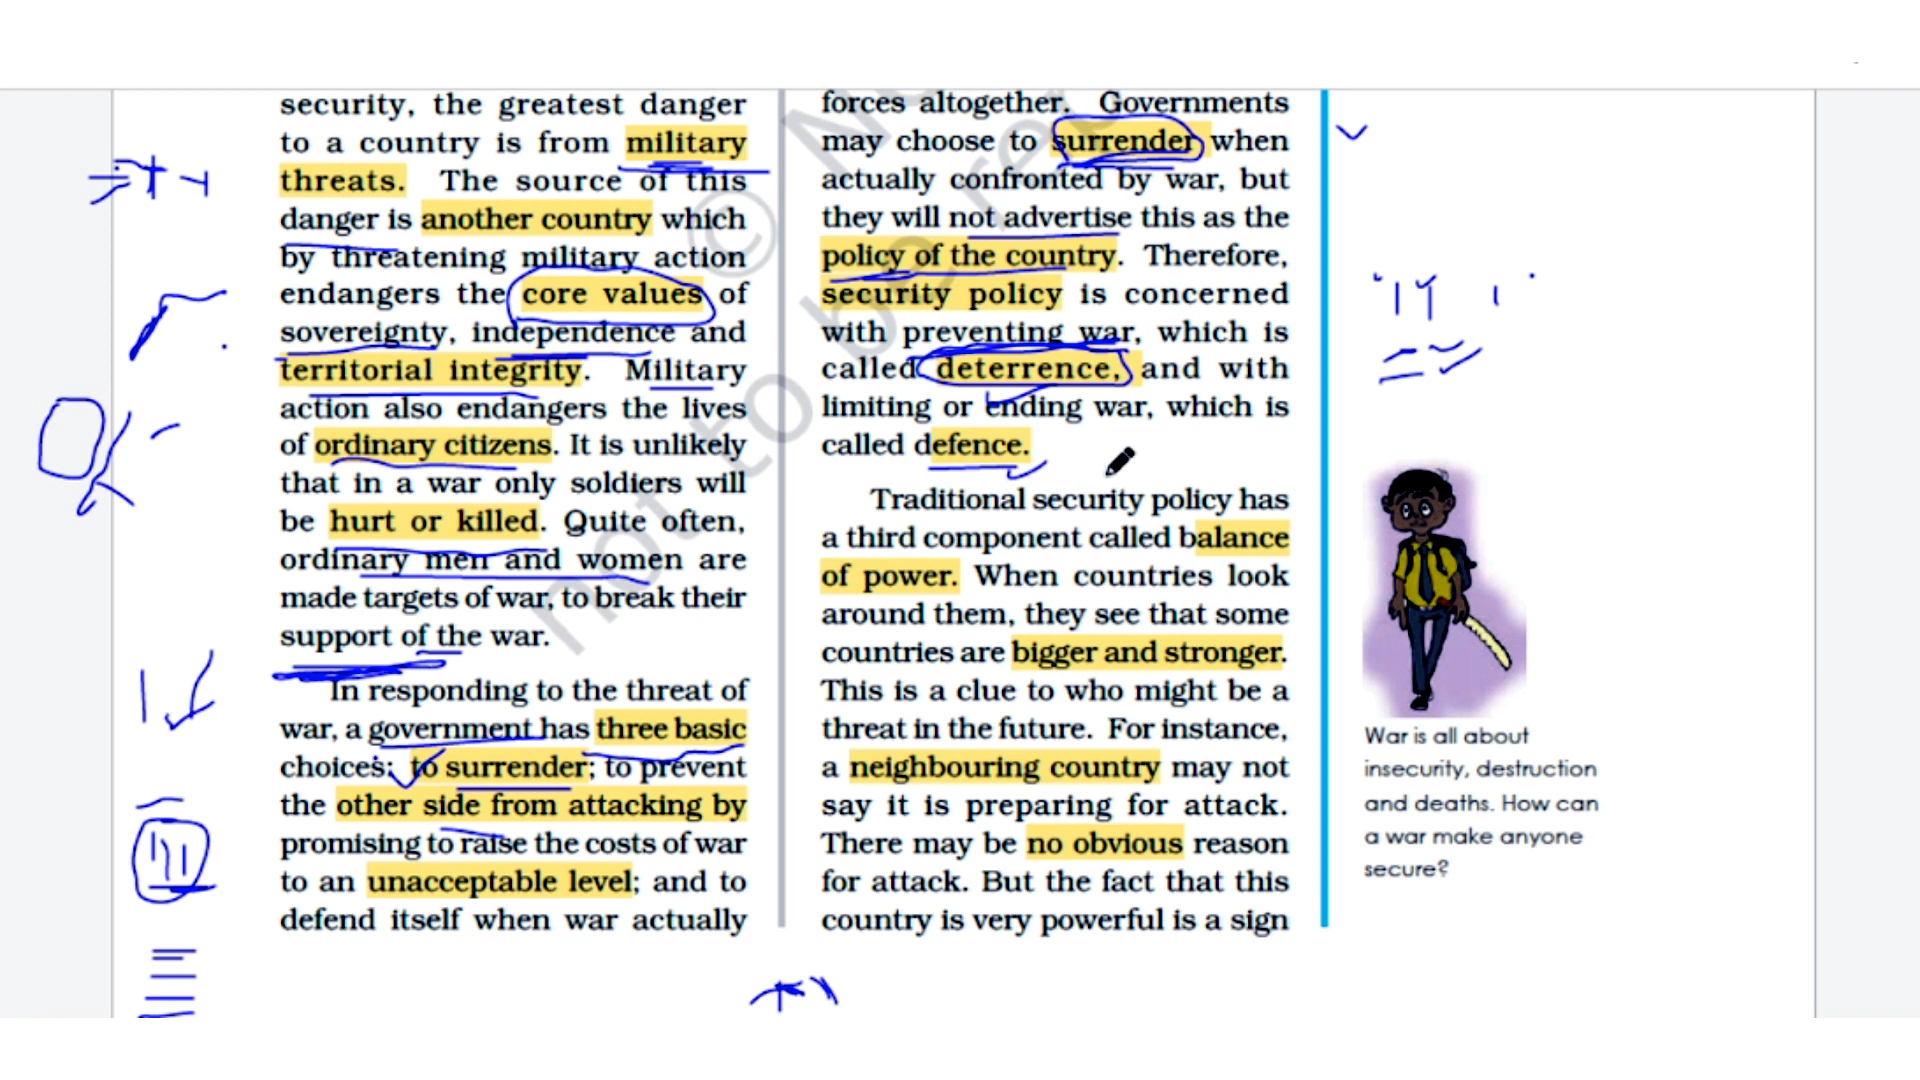 security, the greatest danger
to a country is from military
threats. The source of this
danger is another country which
by threatening military action
endangers the core values of
sovereignty, independence and
territorial integrity. Military
action also endangers the lives
of ordinary citizens. It is unlikely
that in a war only soldiers will
be hurt or killed. Quite often,
ordinary men and women are
made targets of war, to break their
support of the war.
In responding to the threat of
war, a government has three basic
choices: to surrender; to prevent
the other side from attacking by
promising to raise the costs of war
to an unacceptable level; and to
defend itself when war actually
forces altogether. Governments
may choose to surrender when
actually confronted by war, but
they will not advertise this as the
policy of the country. Therefore,
security policy is concerned
with preventing war, which is
called deterrence, and with
limiting or ending war, which is
called defence.
Traditional security policy has
a third component called balance
of power. When countries look
around them, they see that some
countries are bigger and stronger.
This is a clue to who might be a
threat in the future. For instance,
a neighbouring country may not
say it is preparing for attack.
There may be no obvious reason
for attack. But the fact that this
country is very powerful is a sign
War is all about
insecurity, destruction
and deaths. How can
a war make anyone
secure?
© N
not to be re